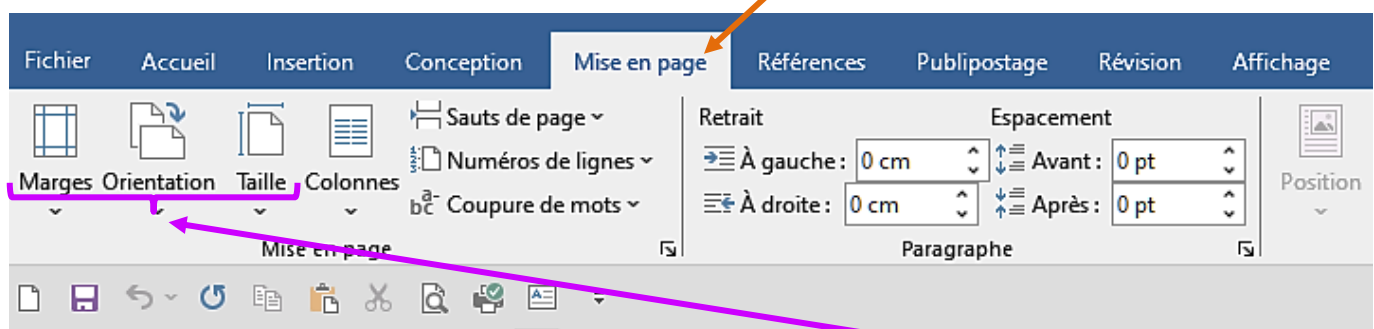 Fichier Accueil Insertion Conception Mise en page Références Publipostage Révision Affichage
Marges Orientation Taille Colonnes
Sauts de page
Numéros de lignes
Coupure de mots
Mise en page
Retrait Espacement
À gauche : 0 cm Avant : 0 pt
À droite : 0 cm Après : 0 pt
Paragraphe
Position